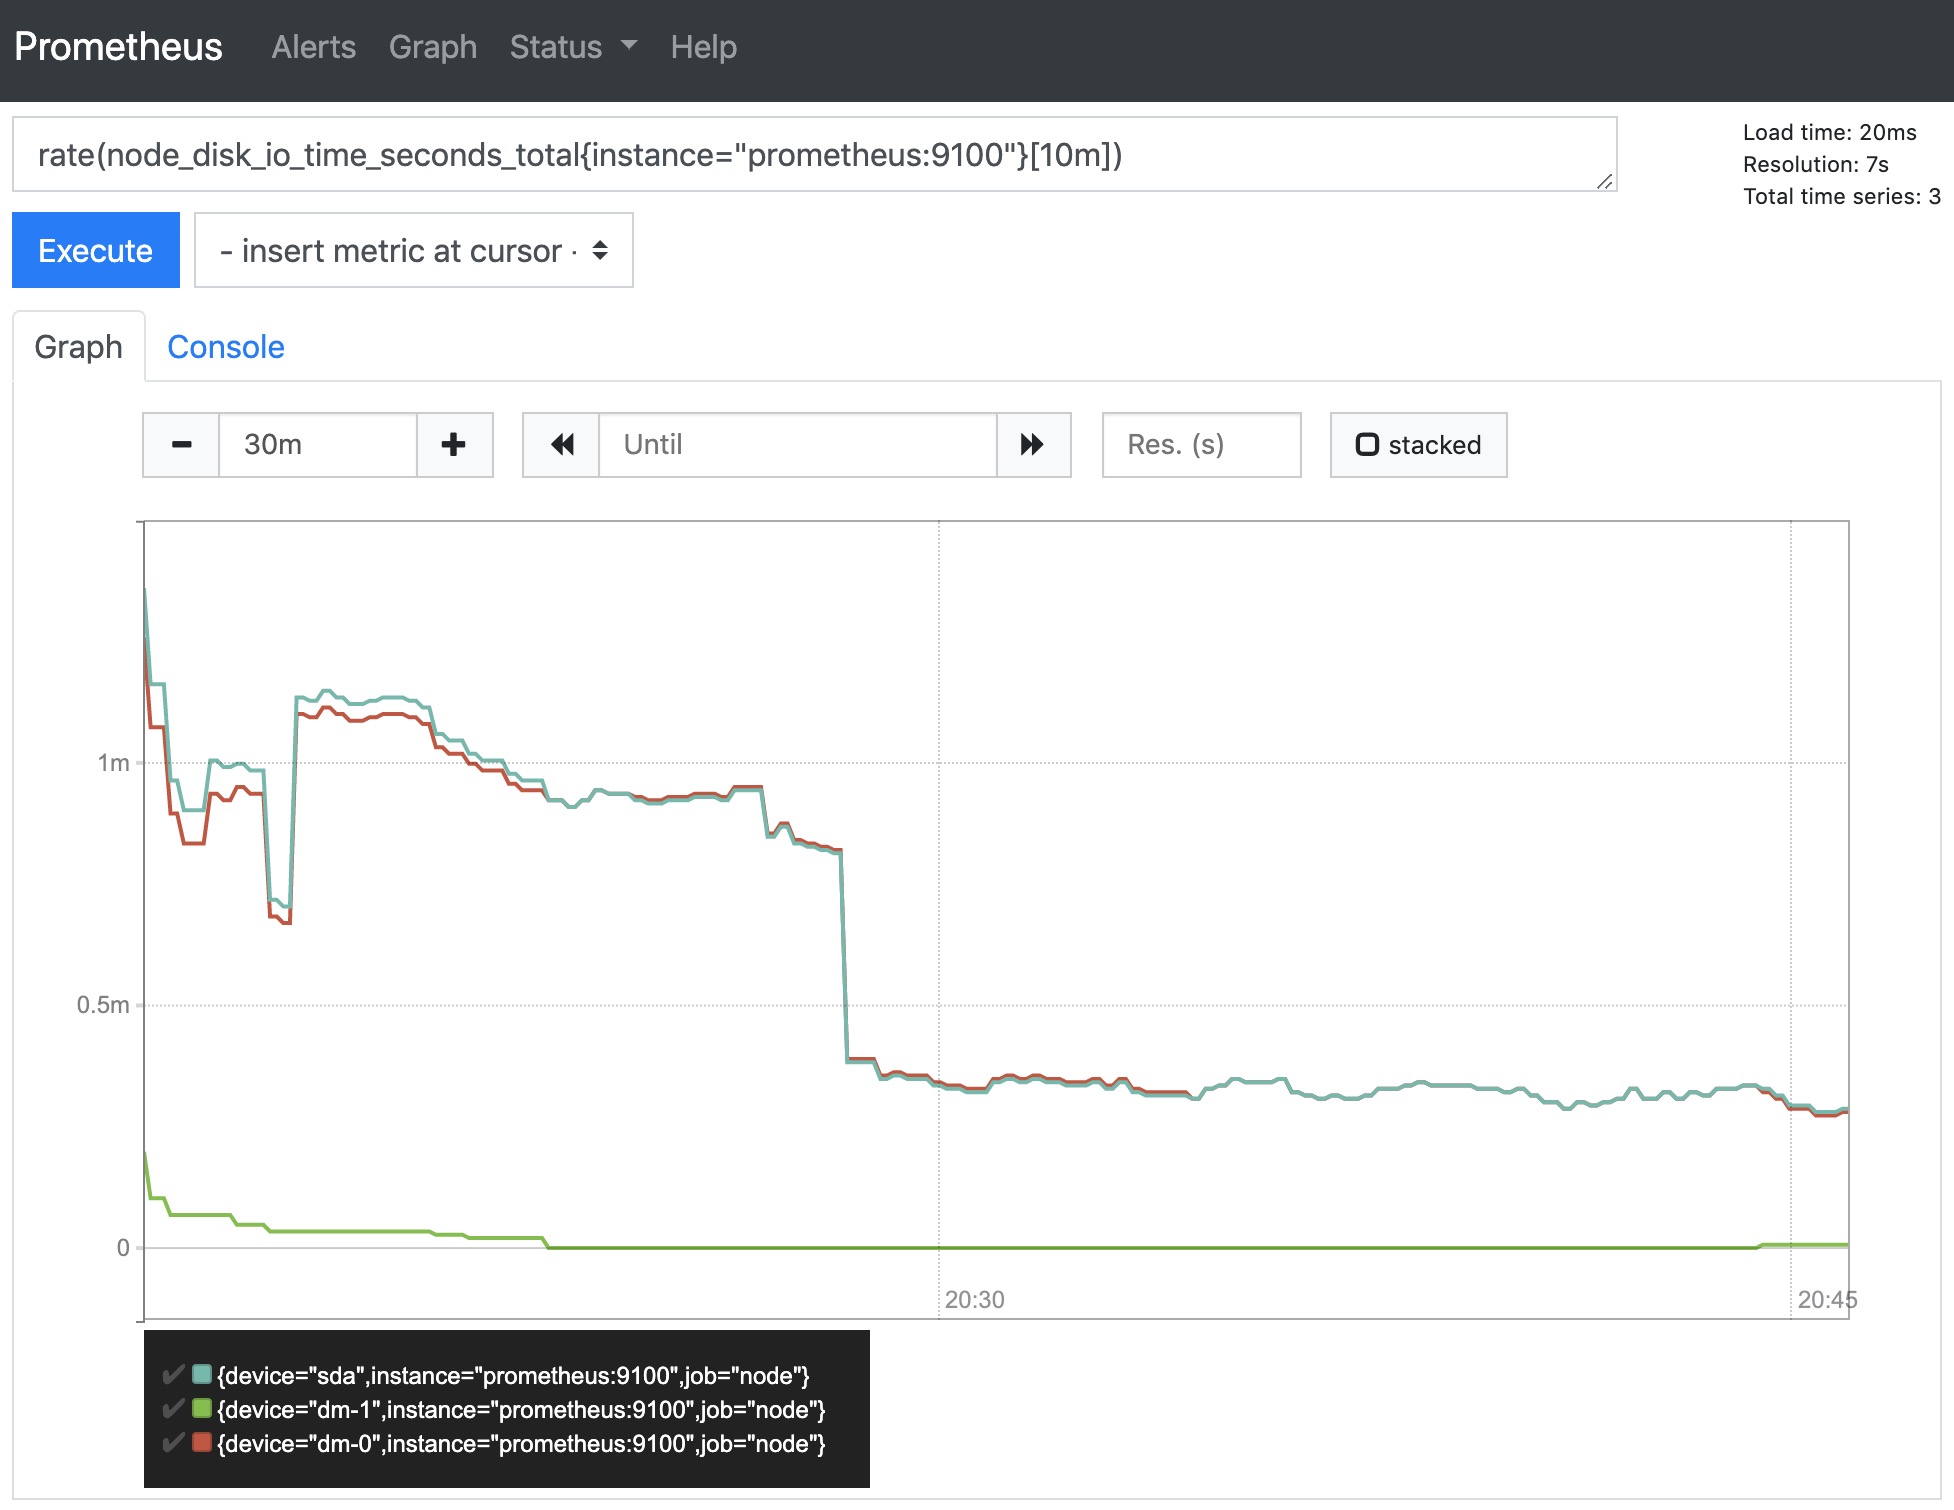 Prometheus Alerts Graph Status Help
rate(node_disk_io_time_seconds_total{instance="prometheus:9100"}[10m])
Load time: 20ms
Resolution: 7s
Total time series: 3
Execute
- insert metric at cursor -
Graph Console
30m Until Res. (s) stacked
1m
0.5m
0
20:30 20:45
{device="sda",instance="prometheus:9100",job="node"}
{device="dm-1",instance="prometheus:9100",job="node"}
{device="dm-0",instance="prometheus:9100",job="node"}